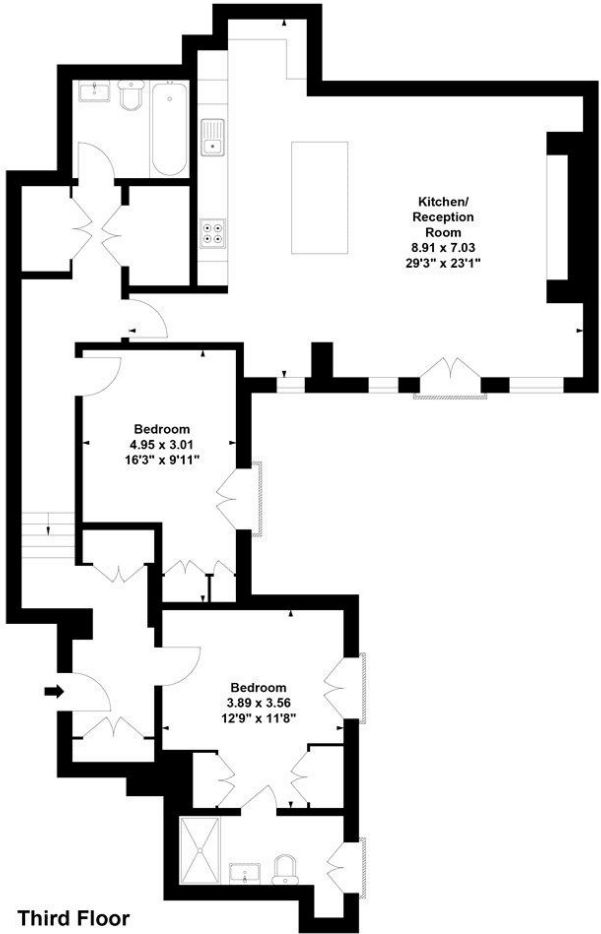 Kitchen/
Reception
Room
8.91 x 7.03
29'3" x 23'1"
Bedroom
4.95 x 3.01
16'3" x 9'11"
Bedroom
3.89 x 3.56
12'9" x 11'8"
Third Floor